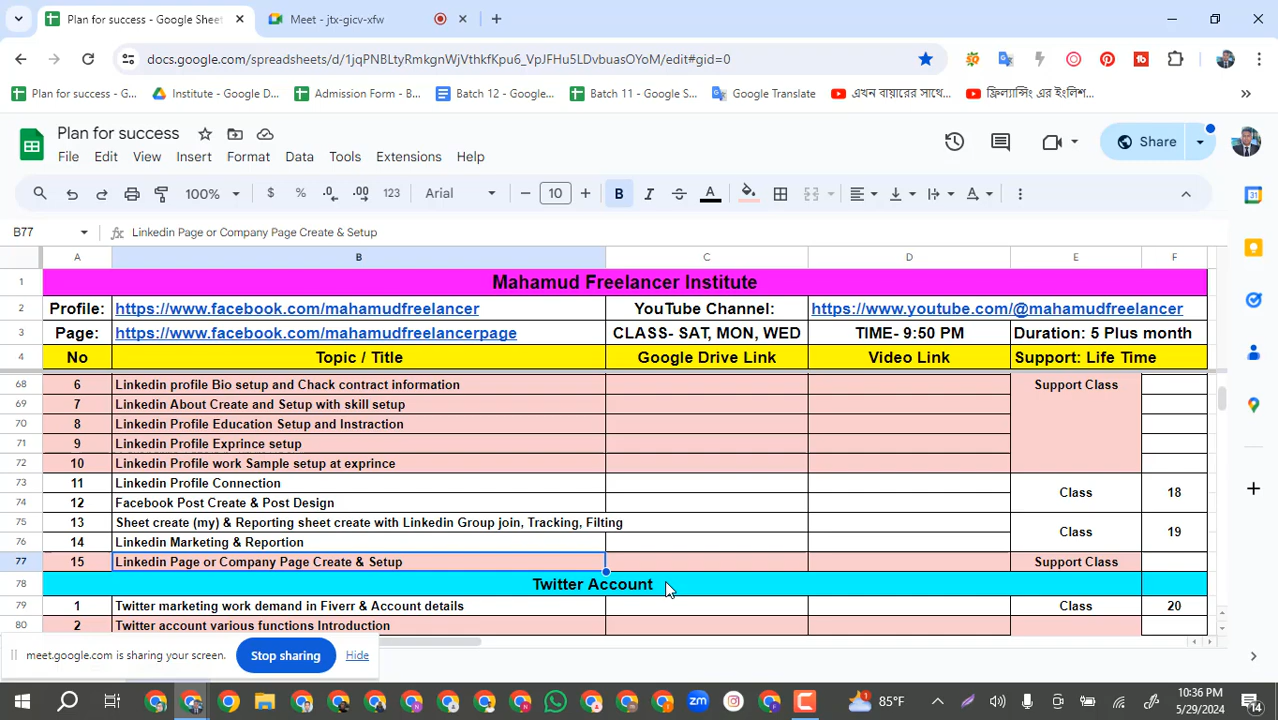 Plan for success - Google Sheet
Meet - jtx-gicv-xfw
docs.google.com/spreadsheets/d/1jqPNBLtyRmkgnWjVthkfKpu6_VpJFHu5LDvbuasOYoM/edit#gid=0
Plan for success - G...
Institute - Google D...
Admission Form - B...
Batch 12 - Google...
Batch 11 - Google S...
Google Translate
এখন বায়ারের সাথে...
ফ্রিল্যান্সিং এর ইংলিশ...
Plan for success
File Edit View Insert Format Data Tools Extensions Help
Share
100% $ % .0 .00 123 Arial 10 B I A
B77 fx Linkedin Page or Company Page Create & Setup
A B C D E F
1 Mahamud Freelancer Institute
2 Profile: https://www.facebook.com/mahamudfreelancer YouTube Channel: https://www.youtube.com/@mahamudfreelancer
3 Page: https://www.facebook.com/mahamudfreelancerpage CLASS- SAT, MON, WED TIME- 9:50 PM Duration: 5 Plus month
4 No Topic / Title Google Drive Link Video Link Support: Life Time
68 6 Linkedin profile Bio setup and Chack contract information Support Class
69 7 Linkedin About Create and Setup with skill setup
70 8 Linkedin Profile Education Setup and Instraction
71 9 Linkedin Profile Exprince setup
72 10 Linkedin Profile work Sample setup at exprince
73 11 Linkedin Profile Connection Class 18
74 12 Facebook Post Create & Post Design
75 13 Sheet create (my) & Reporting sheet create with Linkedin Group join, Tracking, Filting Class 19
76 14 Linkedin Marketing & Reportion
77 15 Linkedin Page or Company Page Create & Setup Support Class
78 Twitter Account
79 1 Twitter marketing work demand in Fiverr & Account details Class 20
80 2 Twitter account various functions Introduction
meet.google.com is sharing your screen. Stop sharing Hide
85°F
10:36 PM
5/29/2024
14